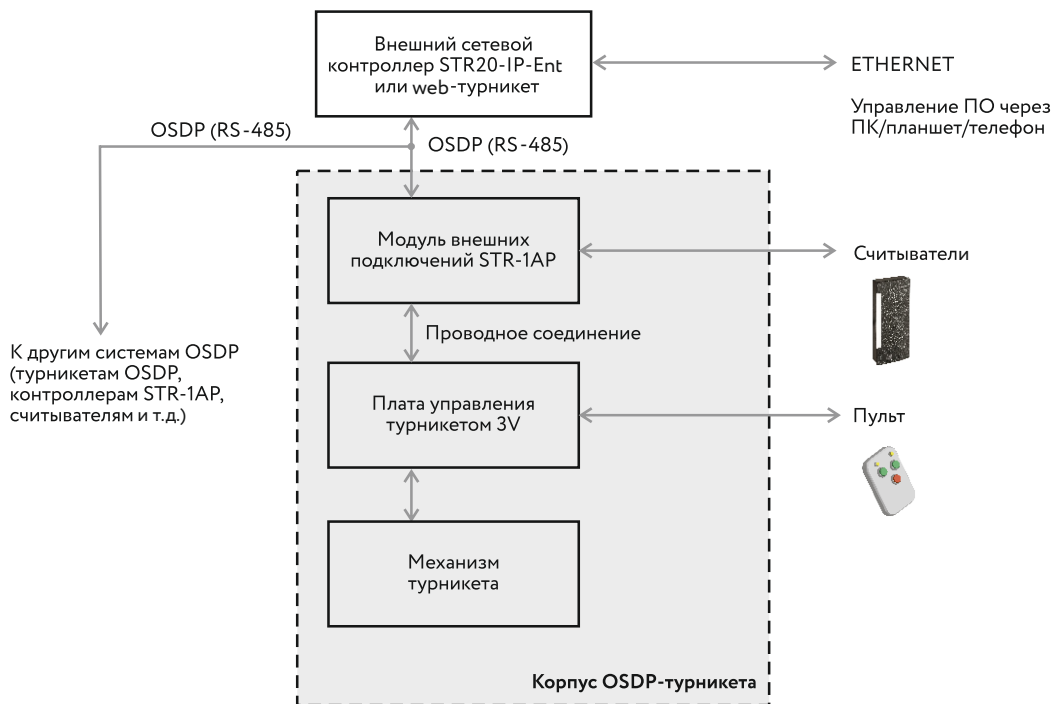 Внешний сетевой
контроллер STR20-IP-Ent
или web-турникет
ETHERNET
Управление ПО через
ПК/планшет/телефон
OSDP (RS-485)
OSDP (RS-485)
Модуль внешних
подключений STR-1AP
Считыватели
Проводное соединение
К другим системам OSDP
(турникетам OSDP,
контроллерам STR-1AP,
считывателям и т.д.)
Плата управления
турникетом 3V
Пульт
Механизм
турникета
Корпус OSDP-турникета